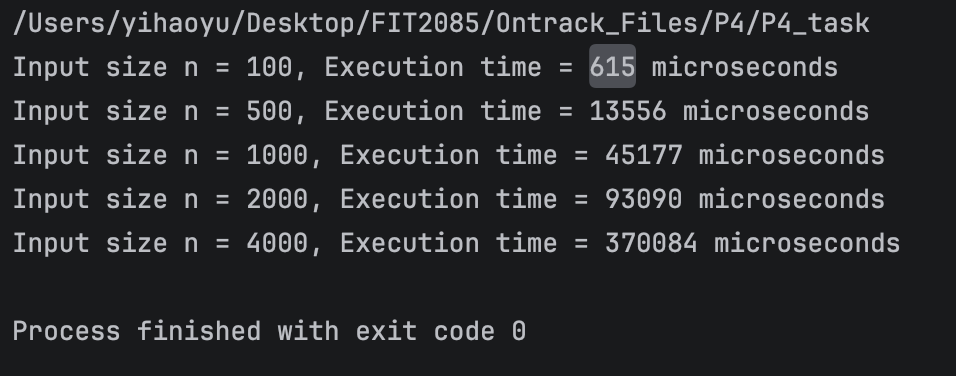 /Users/yihaoyu/Desktop/FIT2085/Ontrack_Files/P4/P4_task
Input size n = 100, Execution time = 615 microseconds
Input size n = 500, Execution time = 13556 microseconds
Input size n = 1000, Execution time = 45177 microseconds
Input size n = 2000, Execution time = 93090 microseconds
Input size n = 4000, Execution time = 370084 microseconds
Process finished with exit code 0